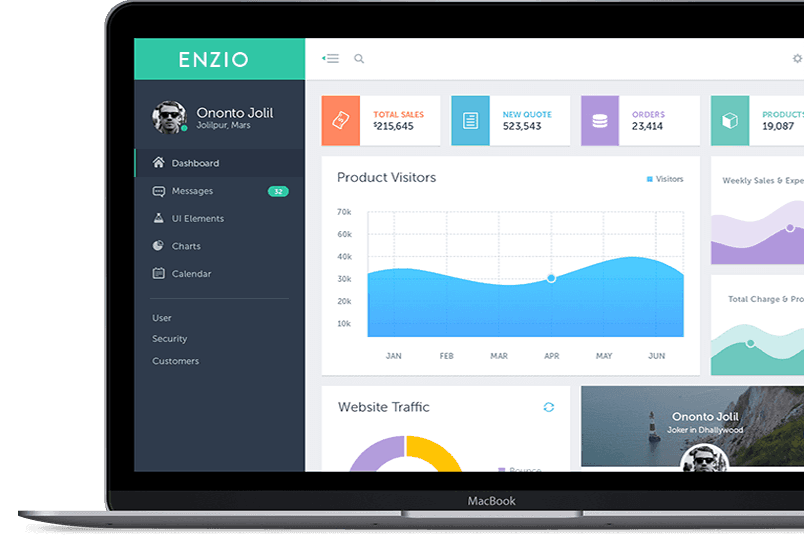 ENZIO
Ononto Jolil
Jolilpur, Mars
Dashboard
Messages
32
UI Elements
Charts
Calendar
User
Security
Customers
TOTAL SALES
$215,645
NEW QUOTE
523,543
ORDERS
23,414
PRODUCTS
19,087
Product Visitors
Visitors
70k
60k
40k
30k
20k
10k
JAN
FEB
MAR
APR
MAY
JUN
Weekly Sales & Expe
Total Charge & Pro
Website Traffic
Bounce
Ononto Jolil
Joker in Dhallywood
MacBook